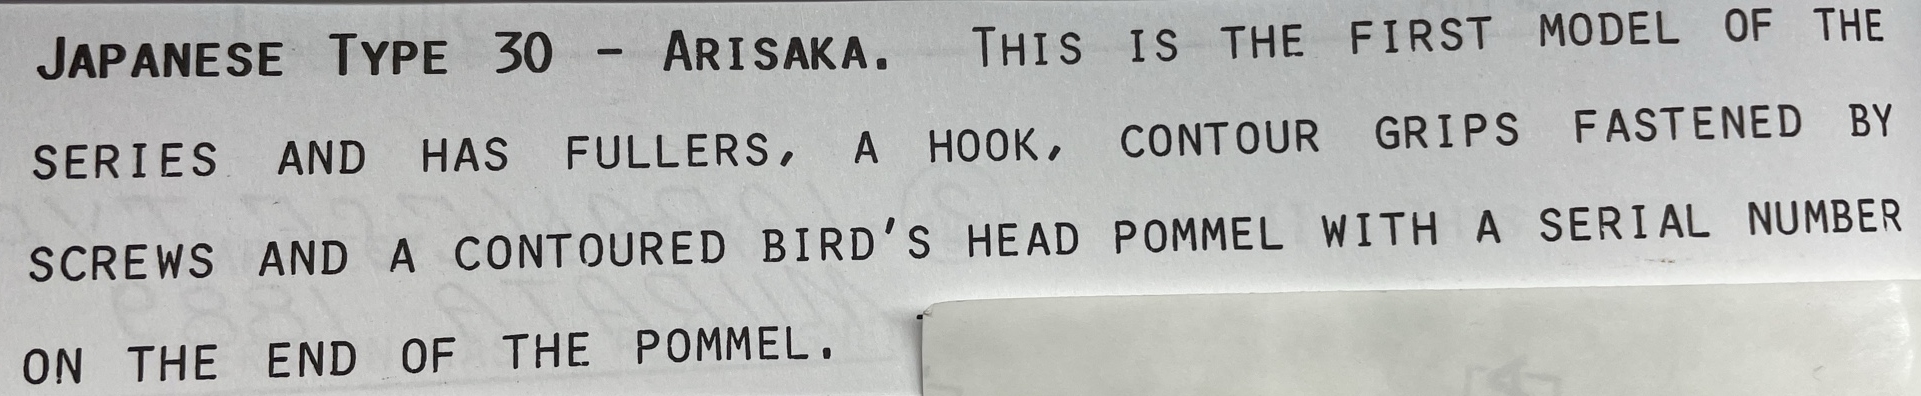 JAPANESE TYPE 30 - ARISAKA. THIS IS THE FIRST MODEL OF THE
SERIES AND HAS FULLERS, A HOOK, CONTOUR GRIPS FASTENED BY
SCREWS AND A CONTOURED BIRD'S HEAD POMMEL WITH A SERIAL NUMBER
ON THE END OF THE POMMEL.